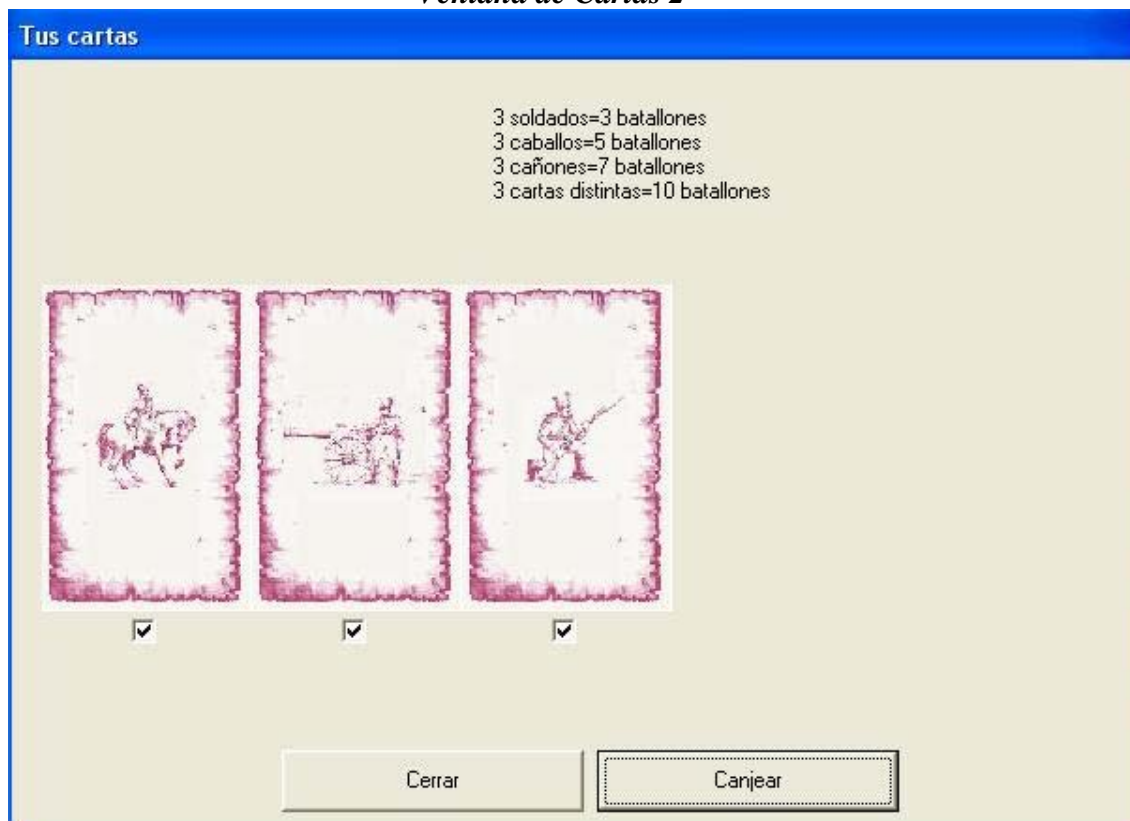 Ventana de Cartas 2
Tus cartas
3 soldados=3 batallones
3 caballos=5 batallones
3 cañones=7 batallones
3 cartas distintas=10 batallones
Cerrar
Canjear